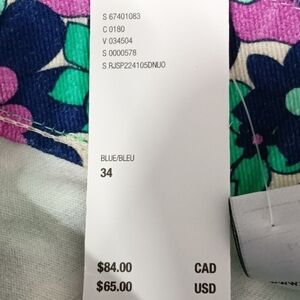 S 67401083
C 0180
V 034504
S 0000578
S RJSP224105DNUO
BLUE/BLEU
34
$84.00 CAD
$65.00 USD